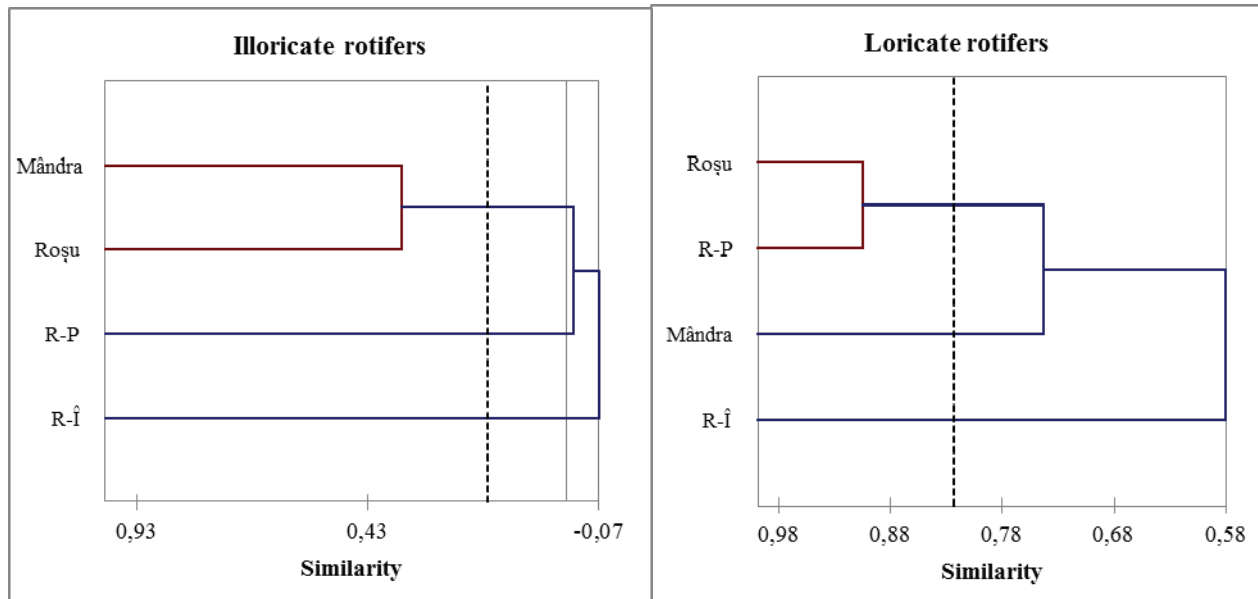 Illoricate rotifers
Mândra
Roșu
R-P
R-Î
0,93 0,43 -0,07
Similarity
Loricate rotifers
Roșu
R-P
Mândra
R-Î
0,98 0,88 0,78 0,68 0,58
Similarity